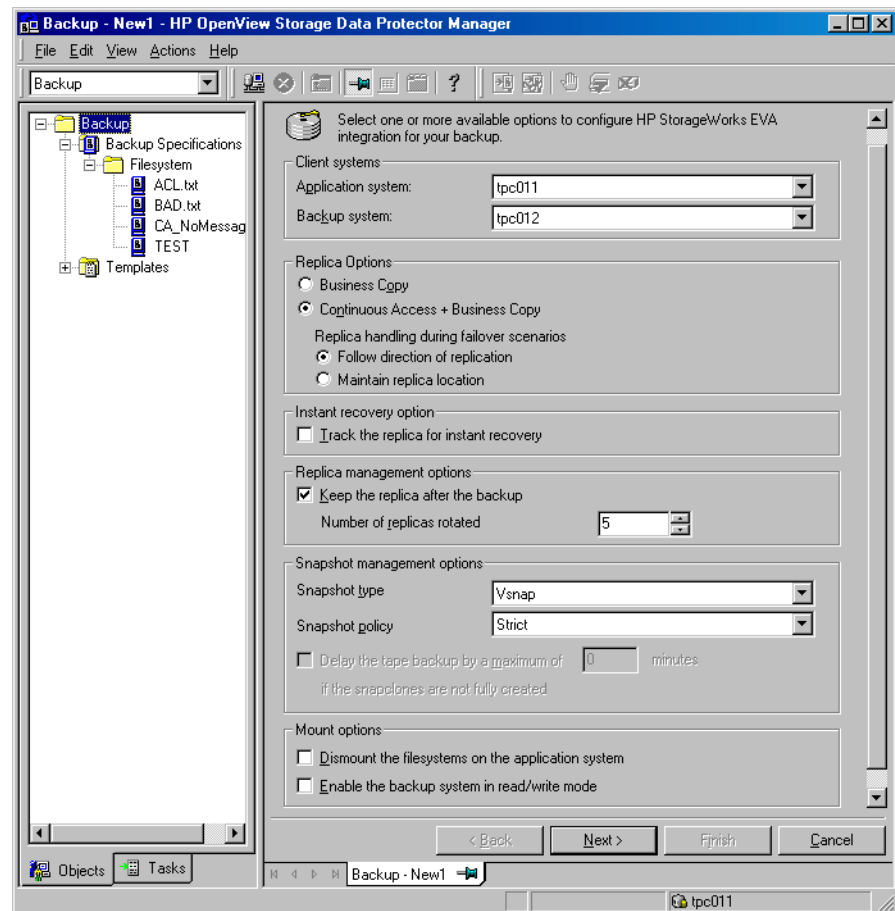 Backup - New1 - HP OpenView Storage Data Protector Manager
File Edit View Actions Help
Backup
Backup
Backup Specifications
Filesystem
ACL.txt
BAD.txt
CA_NoMessag
TEST
Templates
Select one or more available options to configure HP StorageWorks EVA
integration for your backup.
Client systems
Application system: tpc011
Backup system: tpc012
Replica Options
Business Copy
Continuous Access + Business Copy
Replica handling during failover scenarios
Follow direction of replication
Maintain replica location
Instant recovery option
Track the replica for instant recovery
Replica management options
Keep the replica after the backup
Number of replicas rotated 5
Snapshot management options
Snapshot type Vsnap
Snapshot policy Strict
Delay the tape backup by a maximum of 0 minutes
if the snapclones are not fully created
Mount options
Dismount the filesystems on the application system
Enable the backup system in read/write mode
< Back Next > Finish Cancel
Objects Tasks
Backup - New1
tpc011